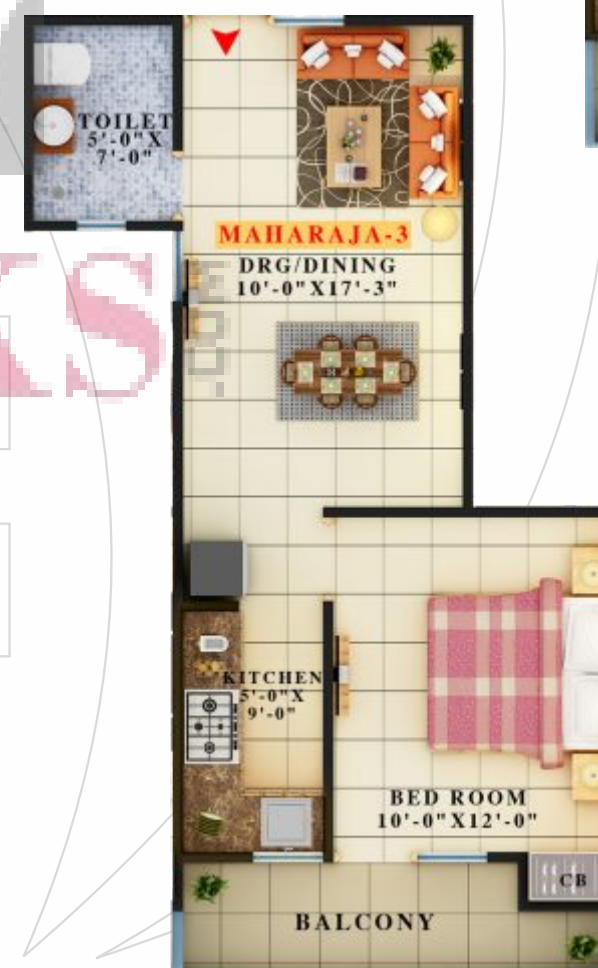 TOILET
5'-0"X
7'-0"
MAHARAJA-3
DRG/DINING
10'-0"X17'-3"
KITCHEN
5'-0"X
9'-0"
BED ROOM
10'-0"X12'-0"
CB
BALCONY
.COM